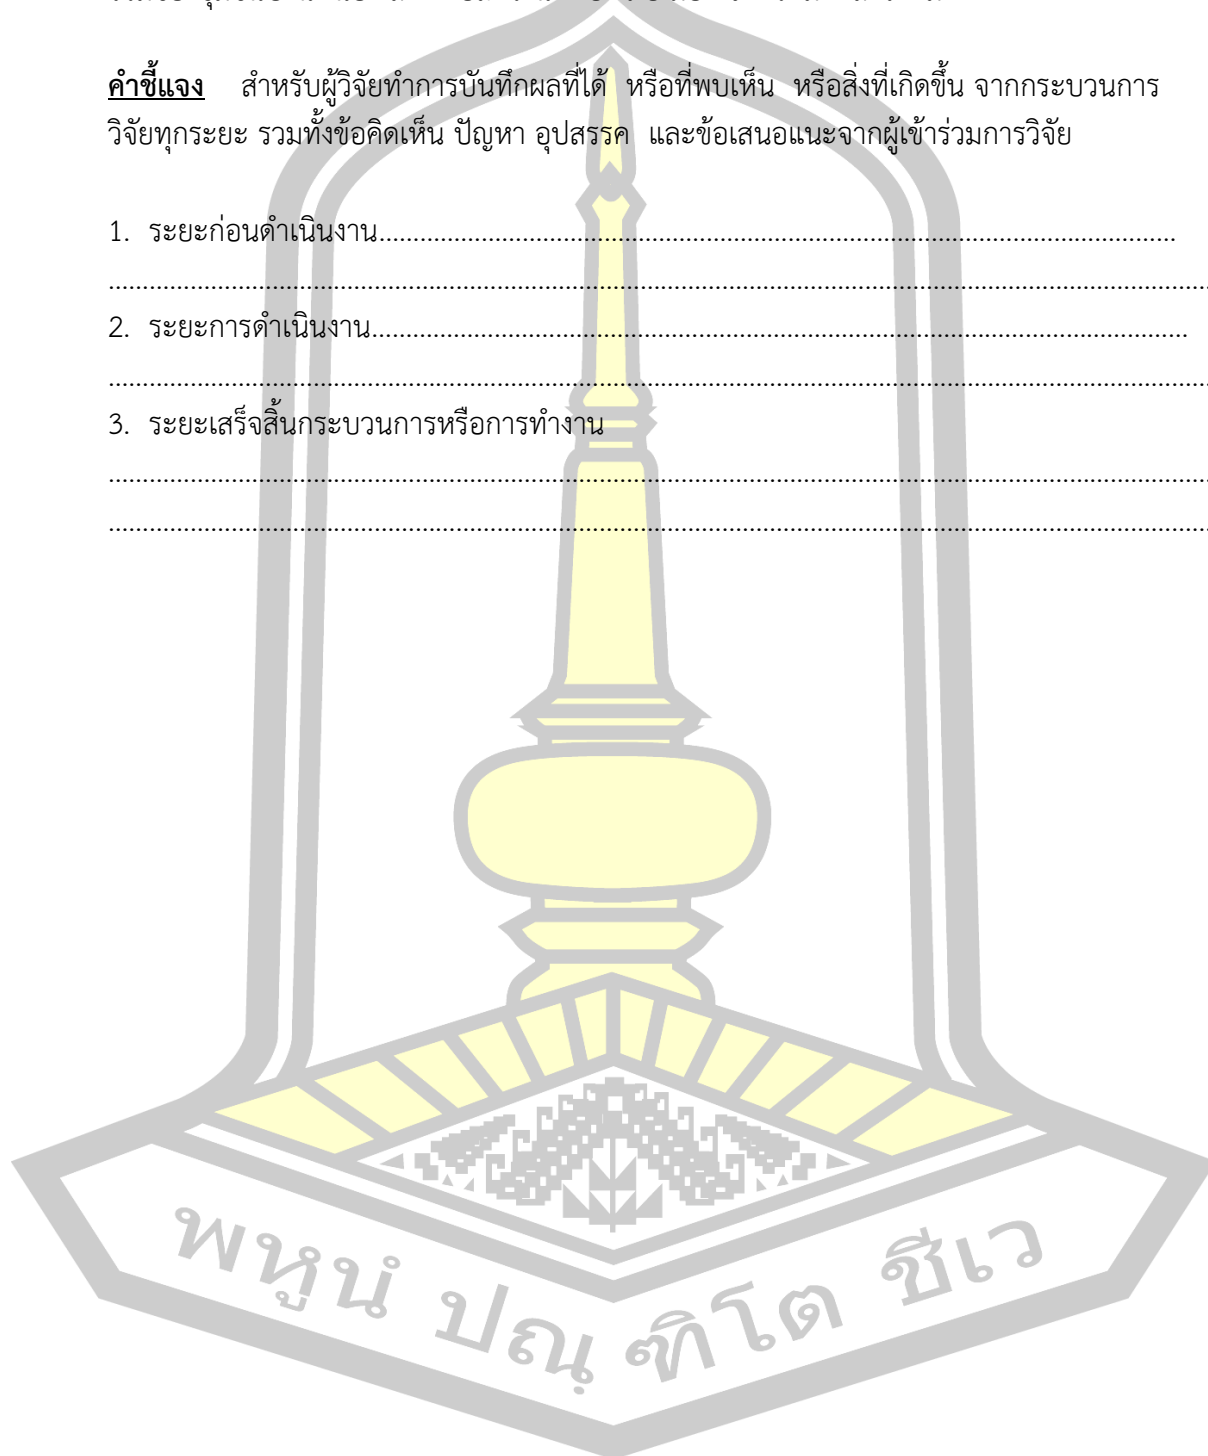 คำชี้แจง สำหรับผู้วิจัยทำการบันทึกผลที่ได้ หรือที่พบเห็น หรือสิ่งที่เกิดขึ้น จากกระบวนการ
วิจัยทุกระยะ รวมทั้งข้อคิดเห็น ปัญหา อุปสรรค และข้อเสนอแนะจากผู้เข้าร่วมการวิจัย
1. ระยะก่อนดำเนินงาน....................................................................................................................
................................................................................................................................................................
2. ระยะการดำเนินงาน.......................................................................................................................
................................................................................................................................................................
3. ระยะเสร็จสิ้นกระบวนการหรือการทำงาน
................................................................................................................................................................
................................................................................................................................................................
พหูนํ ปณฺฑิโต ชีเว